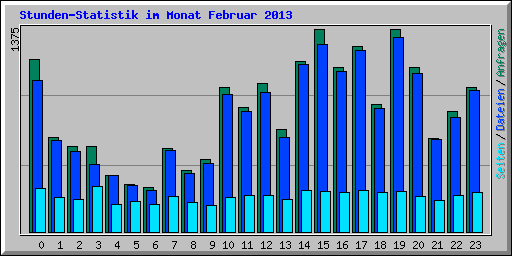 Stunden-Statistik im Monat Februar 2013
1375
Seiten / Dateien / Anfragen
0 1 2 3 4 5 6 7 8 9 10 11 12 13 14 15 16 17 18 19 20 21 22 23